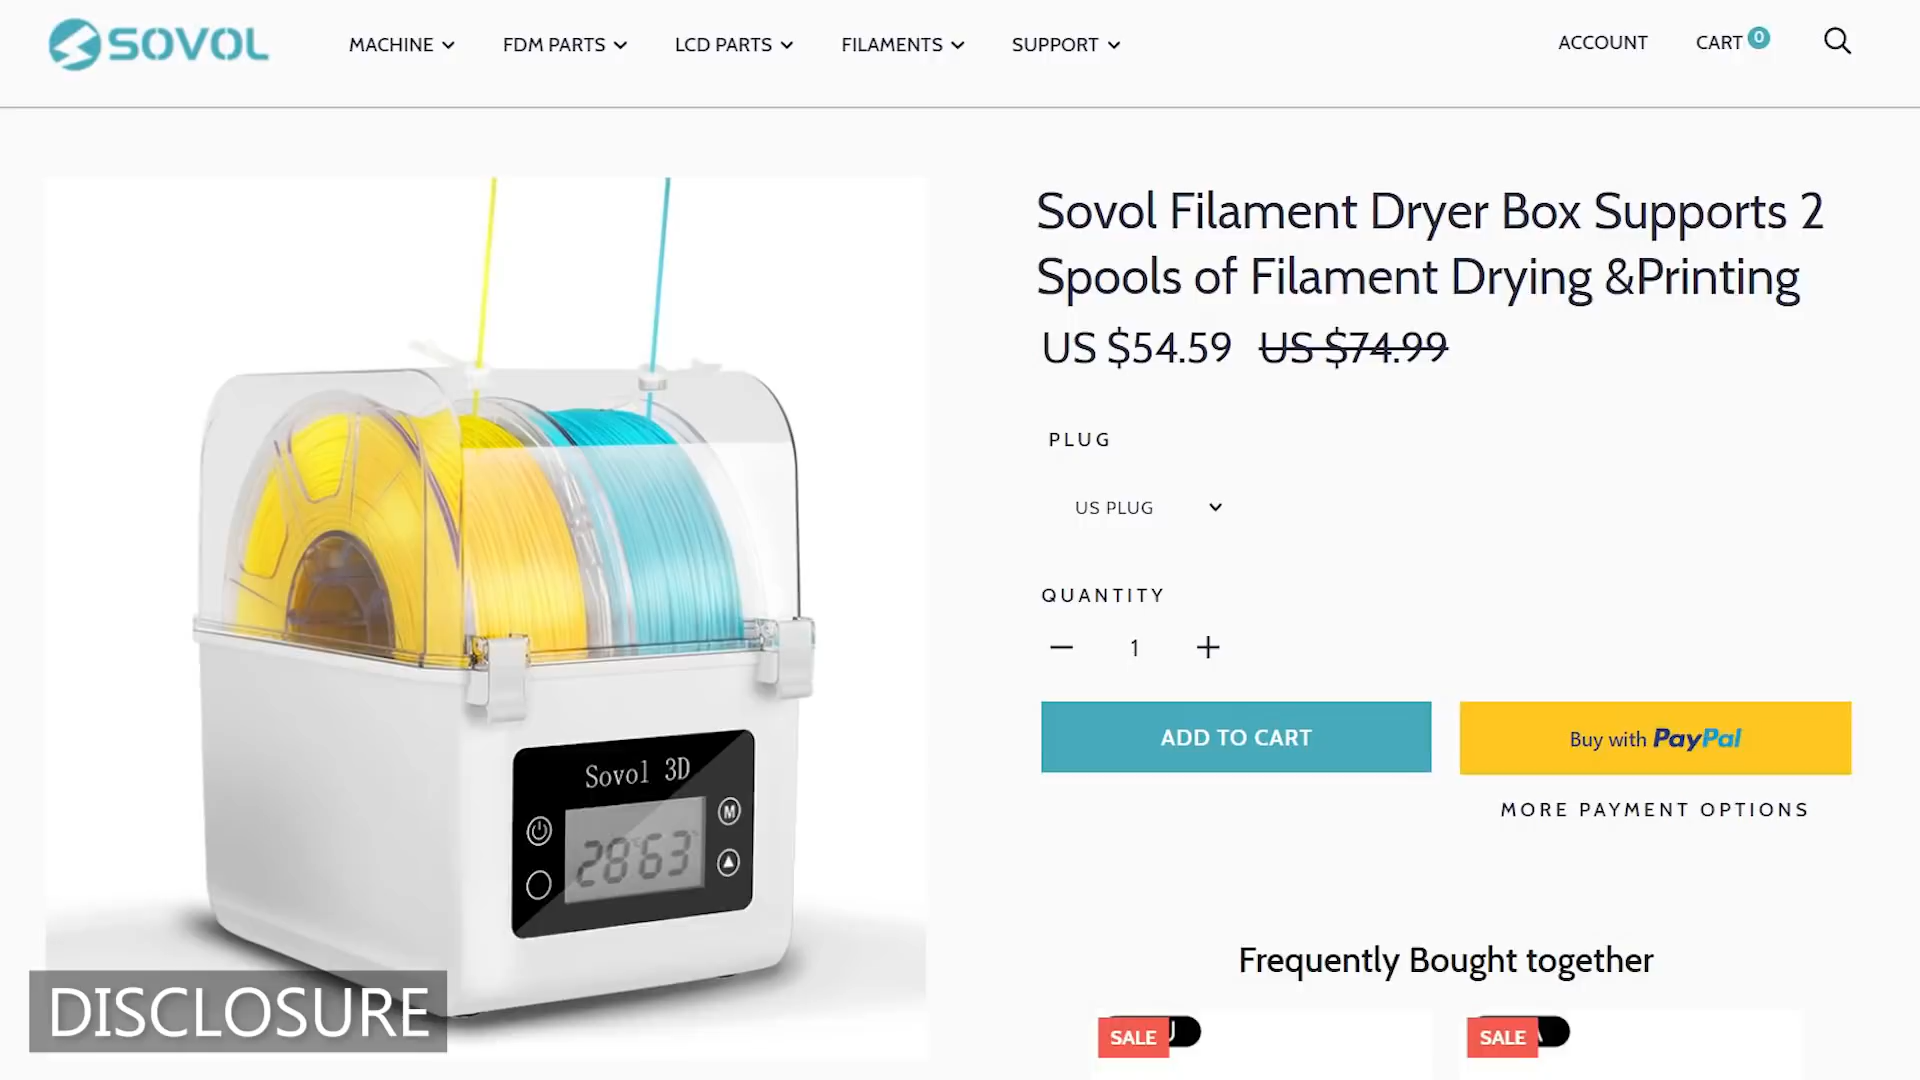 SOVOL
MACHINE
FDM PARTS
LCD PARTS
FILAMENTS
SUPPORT
ACCOUNT
CART 0
Sovol Filament Dryer Box Supports 2
Spools of Filament Drying &Printing
US $54.59 US $74.99
PLUG
US PLUG
QUANTITY
1
ADD TO CART
Buy with PayPal
MORE PAYMENT OPTIONS
Sovol 3D
M
28°C63%
DISCLOSURE
Frequently Bought together
SALE
SALE